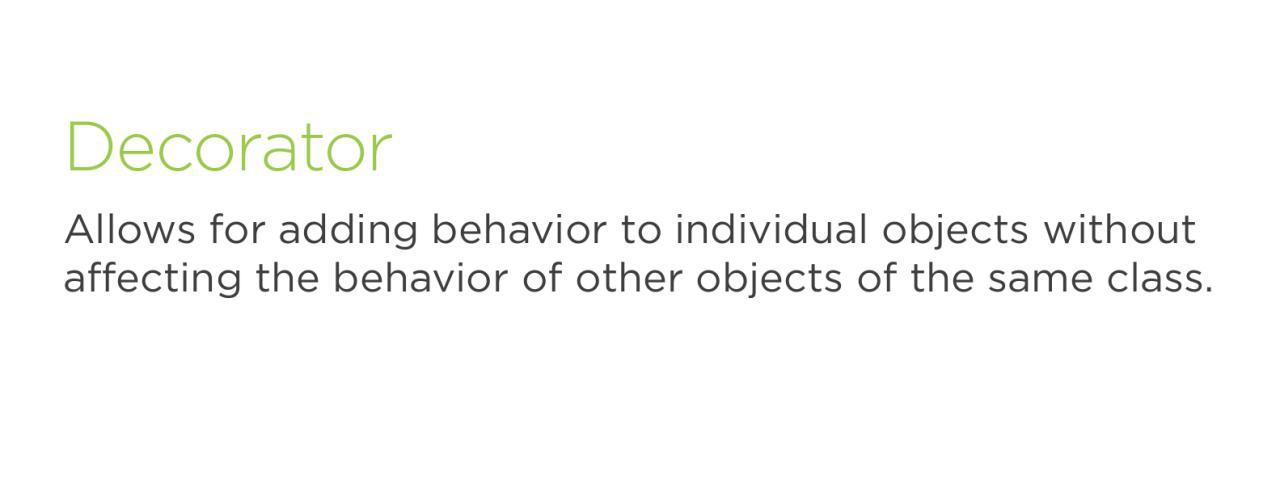 Decorator
Allows for adding behavior to individual objects without
affecting the behavior of other objects of the same class.